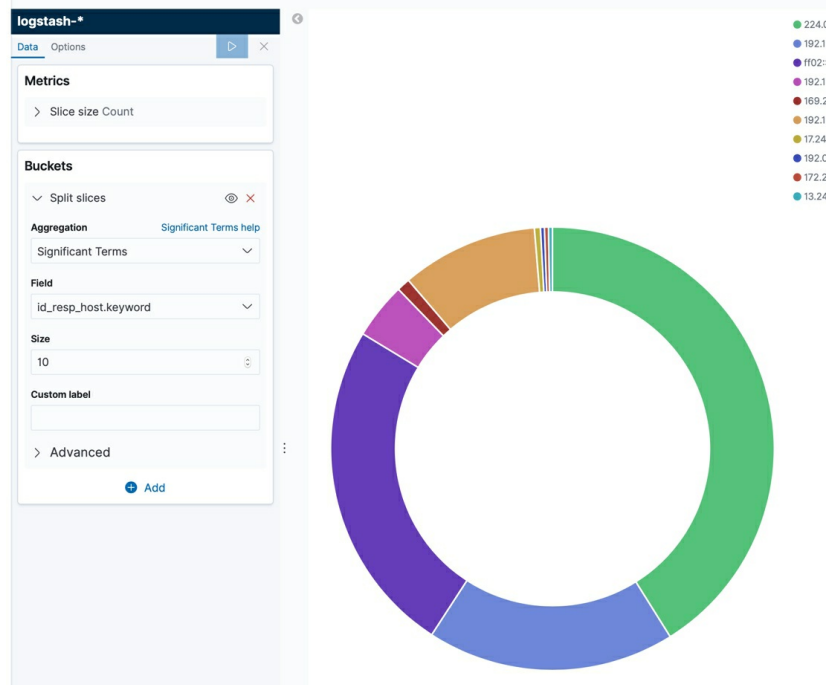 logstash-*
Data Options
Metrics
Slice size Count
Buckets
Split slices
Aggregation Significant Terms help
Significant Terms
Field
id_resp_host.keyword
Size
10
Custom label
Advanced
Add
224.0
192.1
ff02:
192.1
169.2
192.1
17.24
192.0
172.2
13.24